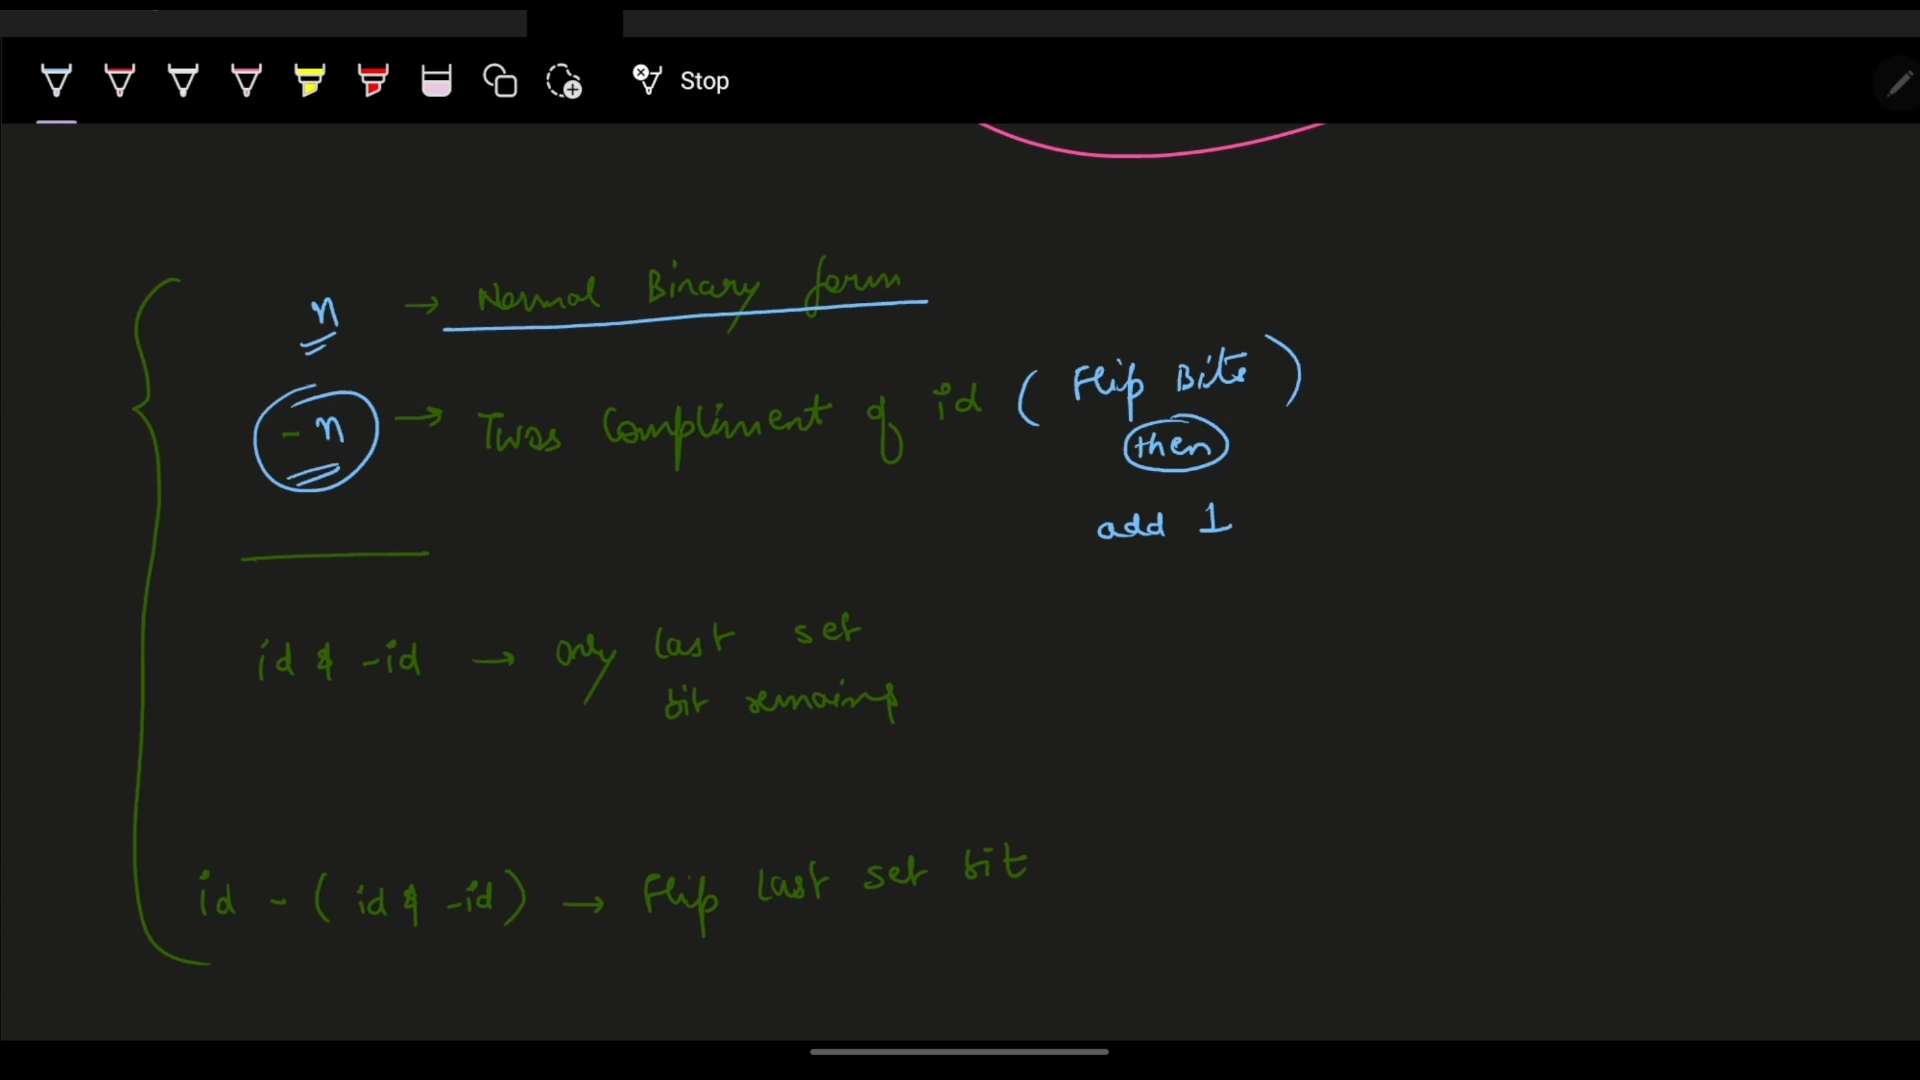 Stop
n → Normal Binary form
-n → Twos Compliment of id ( Flip Bits )
then
add 1
id & -id → only last set
bit remains
id - ( id & -id ) → Flip last set bit